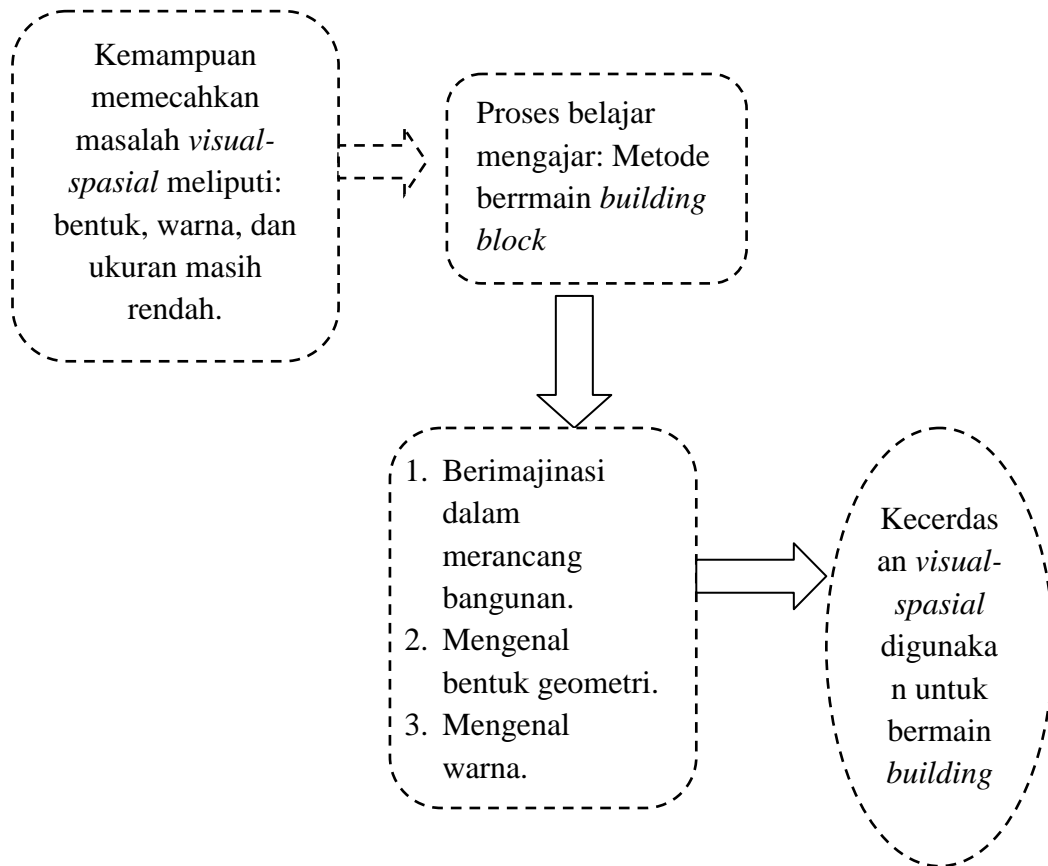 Kemampuan
memecahkan
masalah visual-
spasial meliputi:
bentuk, warna, dan
ukuran masih
rendah.
Proses belajar
mengajar: Metode
berrmain building
block
1. Berimajinasi
dalam
merancang
bangunan.
2. Mengenal
bentuk geometri.
3. Mengenal
warna.
Kecerdas
an visual-
spasial
digunaka
n untuk
bermain
building